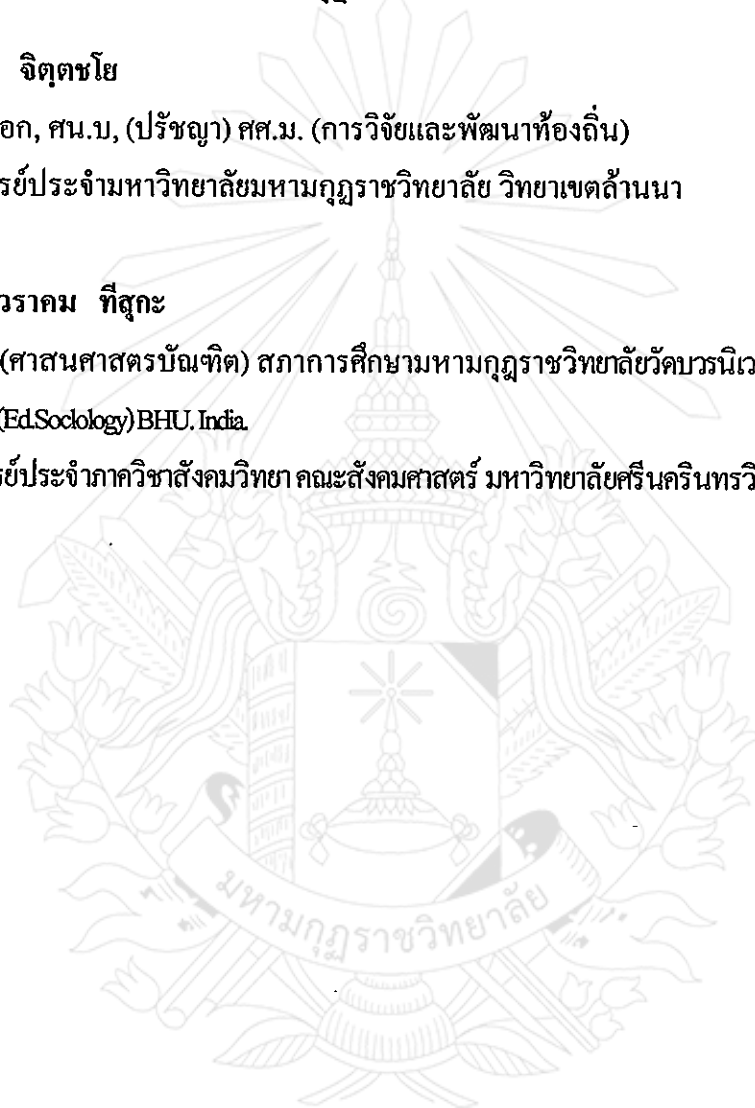 จิตฺตชโย
อก, ศน.บ, (ปรัชญา) ศศ.ม. (การวิจัยและพัฒนาท้องถิ่น)
รย์ประจำมหาวิทยาลัยมหามกุฏราชวิทยาลัย วิทยาเขตล้านนา
วราคม ทีสุกะ
(ศาสนศาสตรบัณฑิต) สภาการศึกษามหามกุฏราชวิทยาลัยวัดบวรนิเว
(Ed.Soclology) BHU. India.
รย์ประจำภาควิชาสังคมวิทยา คณะสังคมศาสตร์ มหาวิทยาลัยศรีนครินทรวิ
มหามกุฏราชวิทยาลัย